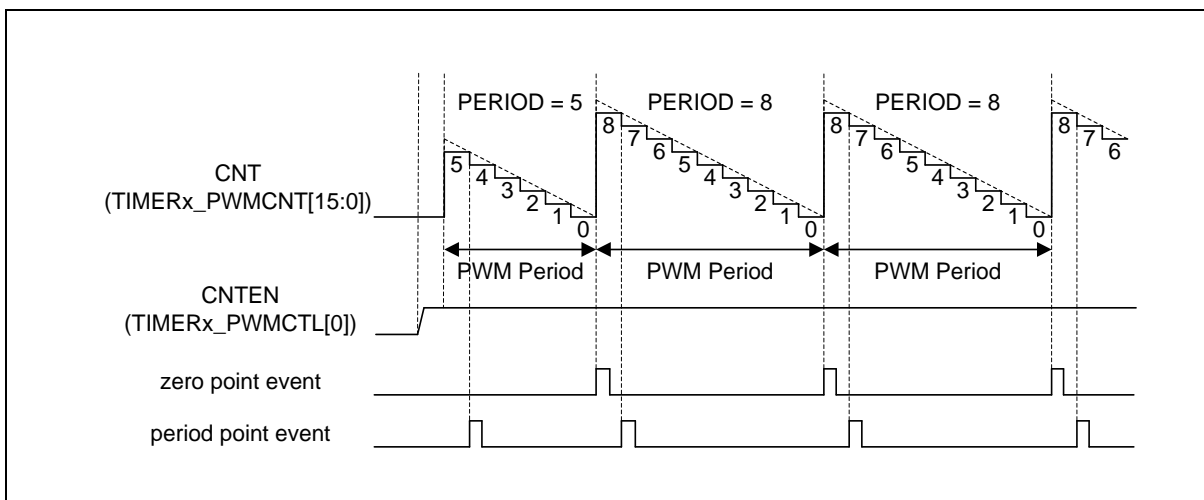 PERIOD = 5 PERIOD = 8 PERIOD = 8
5 4 3 2 1 0 8 7 6 5 4 3 2 1 0 8 7 6 5 4 3 2 1 0 8 7 6
CNT
(TIMERx_PWMCNT[15:0])
PWM Period PWM Period PWM Period
CNTEN
(TIMERx_PWMCTL[0])
zero point event
period point event